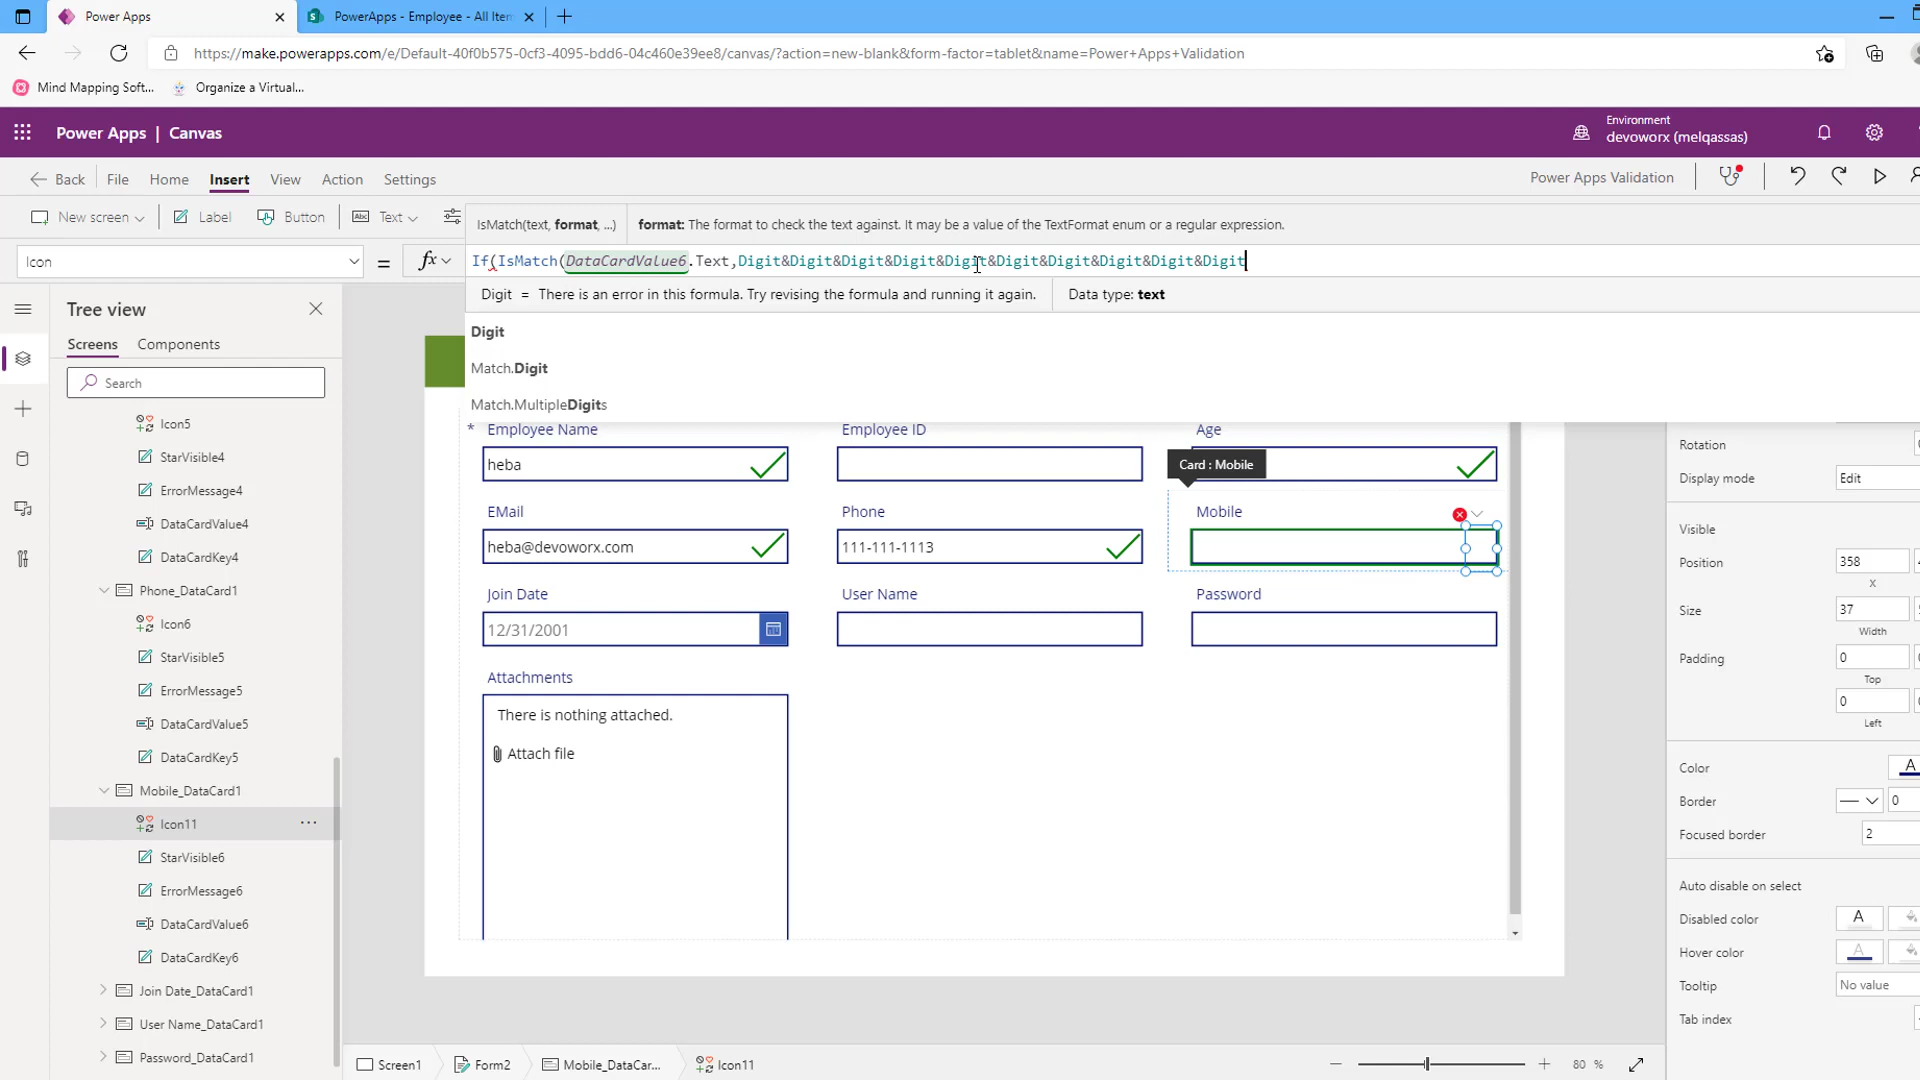 Power Apps
PowerApps - Employee - All Item
https://make.powerapps.com/e/Default-40f0b575-0cf3-4095-bdd6-04c460e39ee8/canvas/?action=new-blank&form-factor=tablet&name=Power+Apps+Validation
Mind Mapping Soft...
Organize a Virtual...
Power Apps | Canvas
Environment
devoworx (melqassas)
Back
File
Home
Insert
View
Action
Settings
Power Apps Validation
New screen
Label
Button
Abc
Text
IsMatch(text, format, ...)
format: The format to check the text against. It may be a value of the TextFormat enum or a regular expression.
Icon
=
fx
If(IsMatch(DataCardValue6.Text,Digit&Digit&Digit&Digit&Digit&Digit&Digit&Digit&Digit&Digit
Digit = There is an error in this formula. Try revising the formula and running it again.
Data type: text
Digit
Match.Digit
Match.MultipleDigits
Tree view
Screens
Components
Search
Icon5
StarVisible4
ErrorMessage4
DataCardValue4
DataCardKey4
Phone_DataCard1
Icon6
StarVisible5
ErrorMessage5
DataCardValue5
DataCardKey5
Mobile_DataCard1
Icon11
...
StarVisible6
ErrorMessage6
DataCardValue6
DataCardKey6
Join Date_DataCard1
User Name_DataCard1
Password_DataCard1
* Employee Name
Employee ID
Age
heba
Card : Mobile
EMail
Phone
Mobile
heba@devoworx.com
111-111-1113
Join Date
User Name
Password
12/31/2001
Attachments
There is nothing attached.
Attach file
Rotation
Display mode
Edit
Visible
Position
358
X
Size
37
Width
Padding
0
Top
0
Left
Color
A
Border
0
Focused border
2
Auto disable on select
Disabled color
A
Hover color
A
Tooltip
No value
Tab index
Screen1
Form2
Mobile_DataCar...
Icon11
80 %